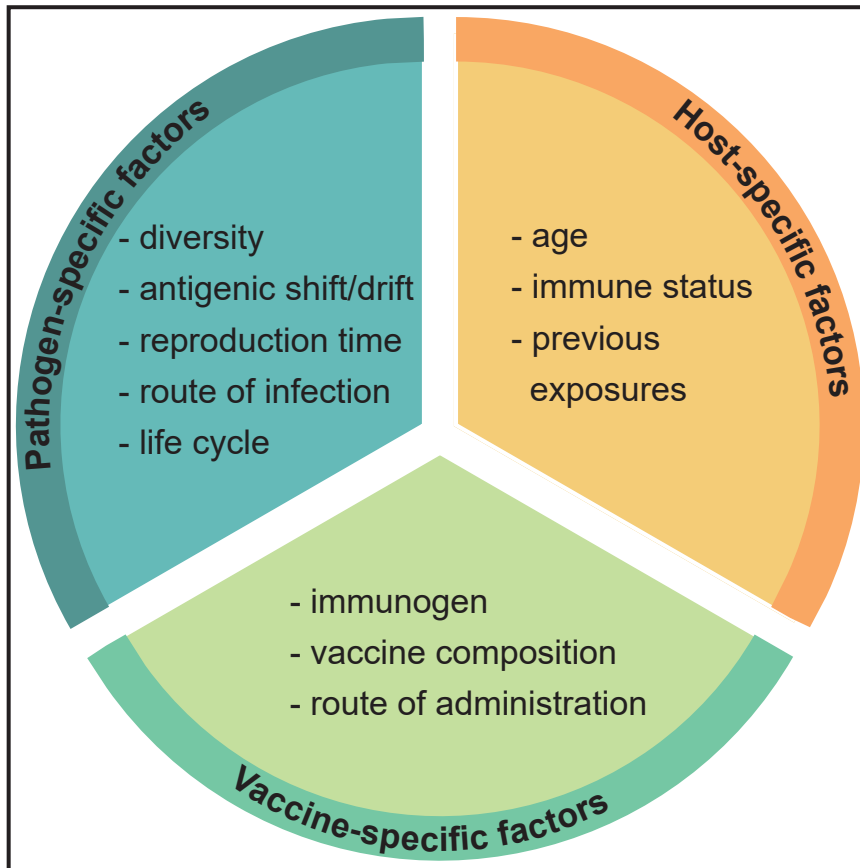 Pathogen-specific factors
- diversity
- antigenic shift/drift
- reproduction time
- route of infection
- life cycle
Host-specific factors
- age
- immune status
- previous
exposures
- immunogen
- vaccine composition
- route of administration
Vaccine-specific factors